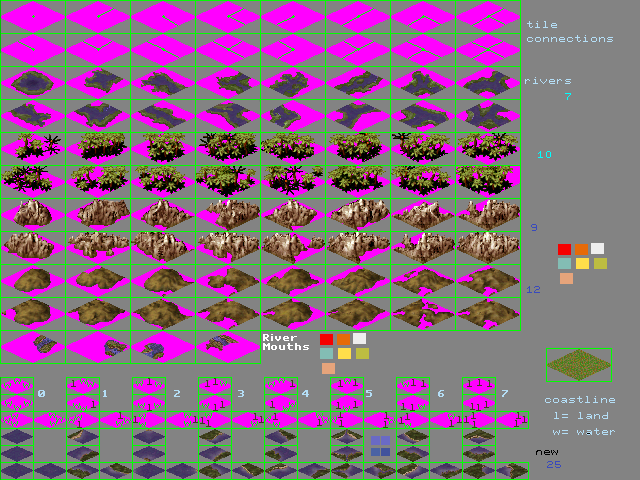 tile
connections
rivers
7
10
9
12
River
Mouths
0 1 2 3 4 5 6 7
coastline
l= land
w= water
new
25